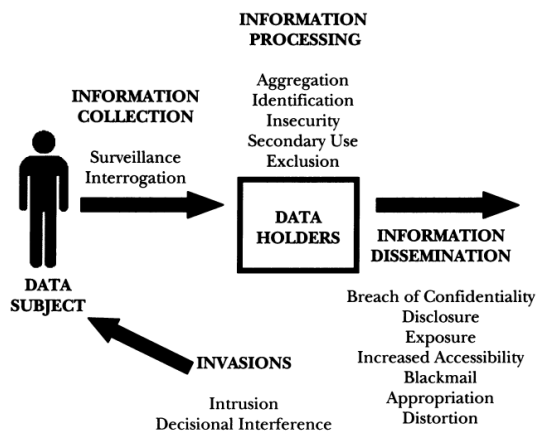 INFORMATION
PROCESSING
Aggregation
Identification
Insecurity
Secondary Use
Exclusion
INFORMATION
COLLECTION
Surveillance
Interrogation
DATA
HOLDERS
DATA
SUBJECT
INFORMATION
DISSEMINATION
Breach of Confidentiality
Disclosure
Exposure
Increased Accessibility
Blackmail
Appropriation
Distortion
INVASIONS
Intrusion
Decisional Interference